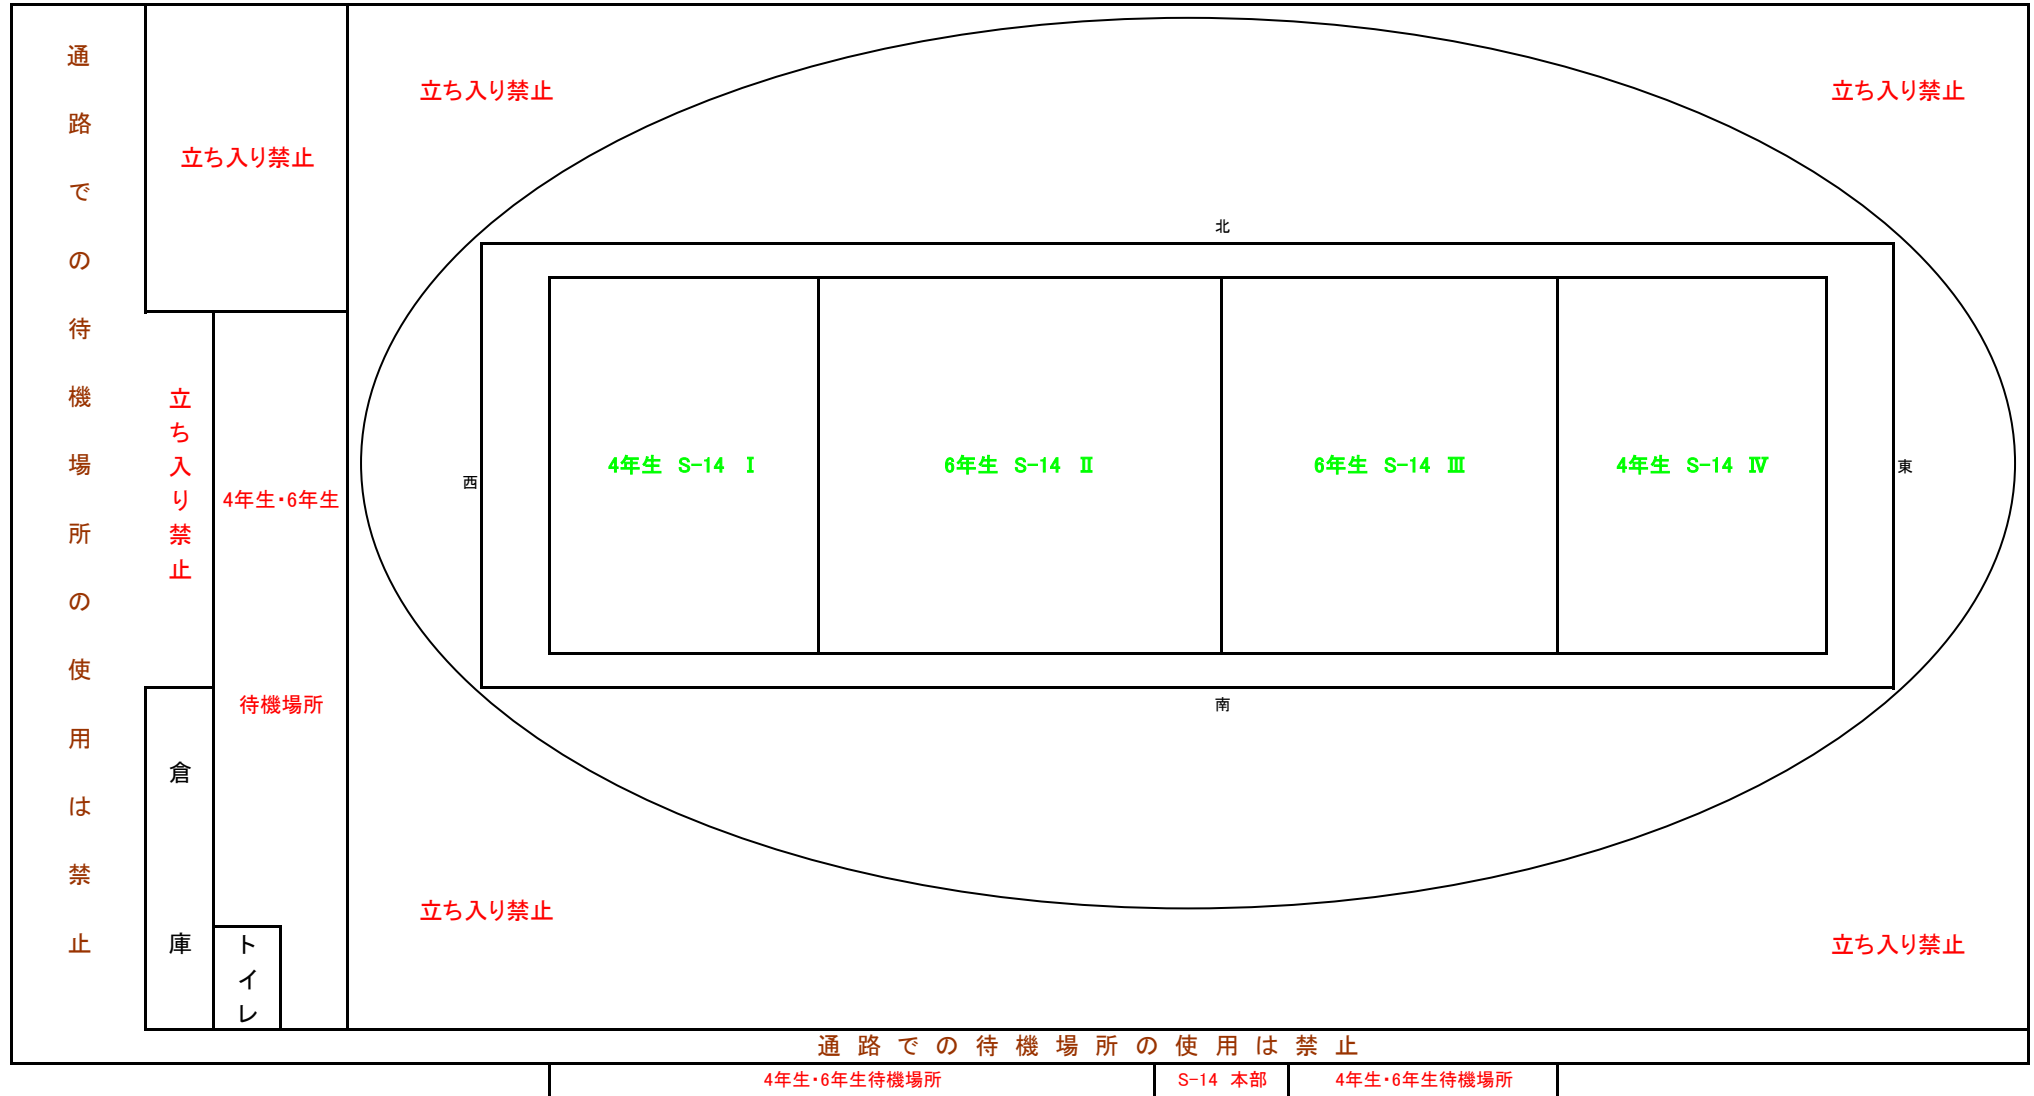 通路での待機場所の使用は禁止
立ち入り禁止
立ち入り禁止
立ち入り禁止
北
西
4年生 S-14 Ⅰ
6年生 S-14 Ⅱ
6年生 S-14 Ⅲ
4年生 S-14 Ⅳ
東
南
立ち入り禁止
4年生・6年生
待機場所
倉庫
トイレ
立ち入り禁止
立ち入り禁止
通路での待機場所の使用は禁止
4年生・6年生待機場所
S-14 本部
4年生・6年生待機場所